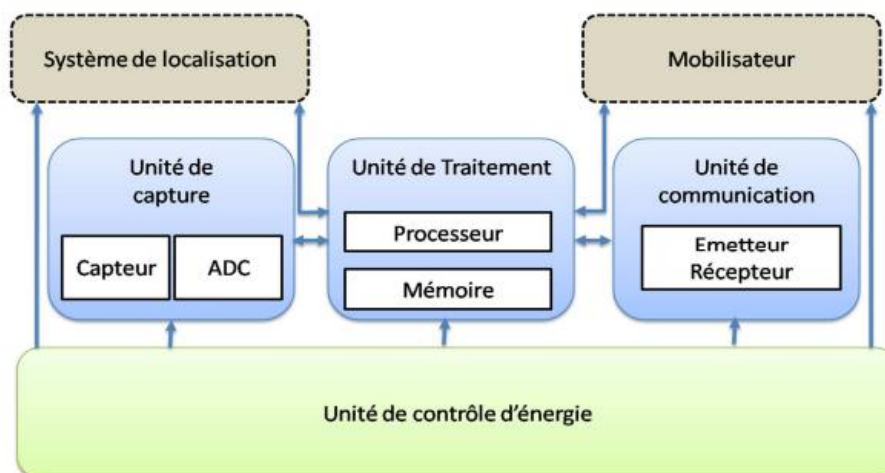 Système de localisation
Mobilisateur
Unité de
capture
Unité de Traitement
Unité de
communication
Capteur
ADC
Processeur
Mémoire
Emetteur
Récepteur
Unité de contrôle d'énergie